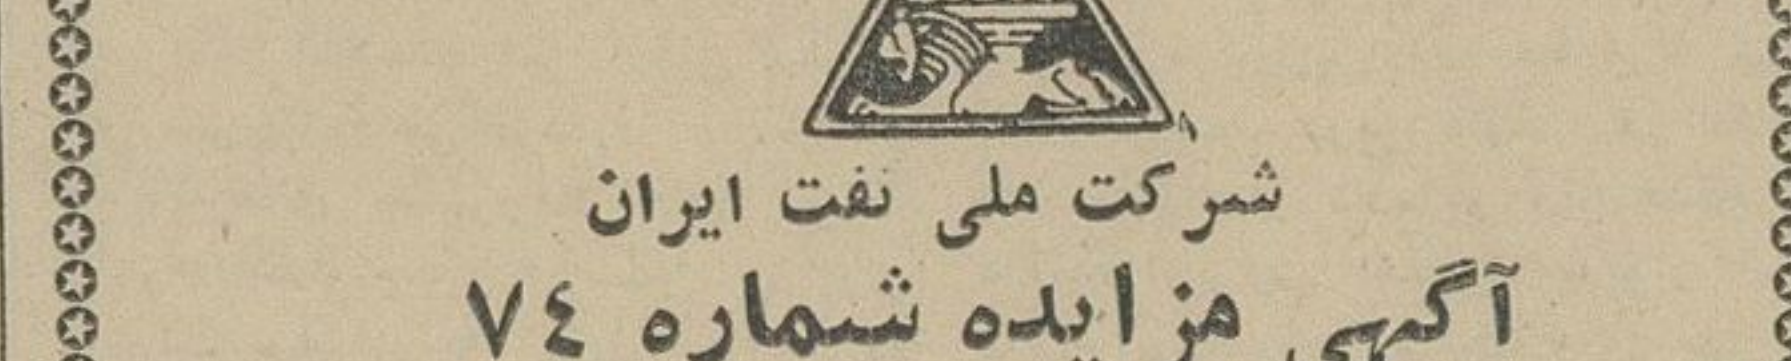 شرکت ملی نفت ایران
آگهی مزایده شماره ۷٤